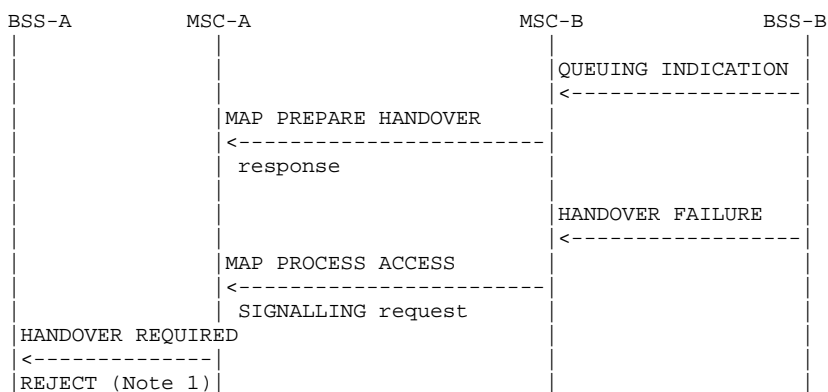 BSS-A MSC-A MSC-B BSS-B
QUEUING INDICATION
MAP PREPARE HANDOVER
response
HANDOVER FAILURE
MAP PROCESS ACCESS
SIGNALLING request
HANDOVER REQUIRED
REJECT (Note 1)